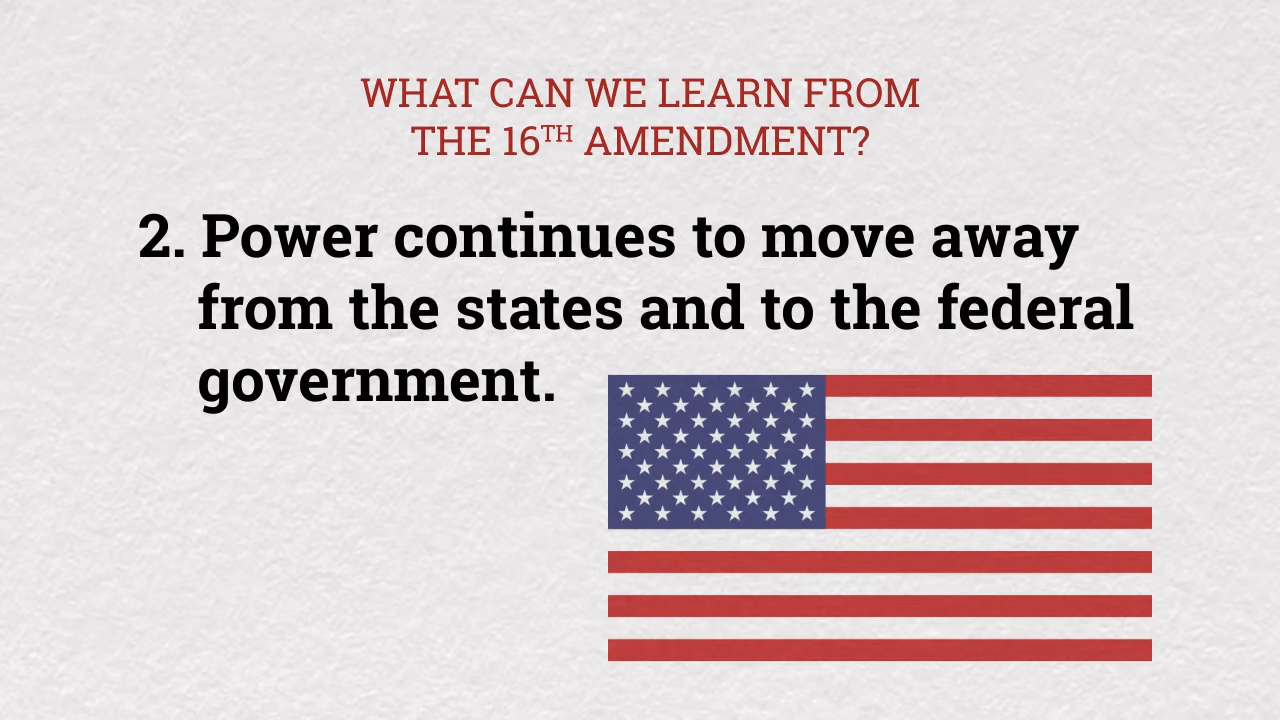 WHAT CAN WE LEARN FROM
THE 16TH AMENDMENT?
2. Power continues to move away
from the states and to the federal
government.